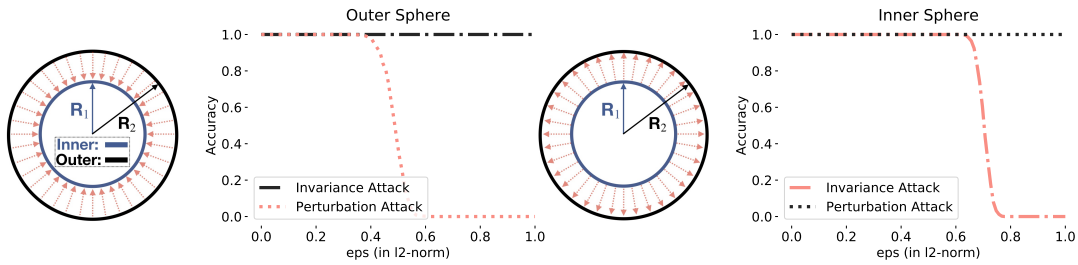 R1
R2
Inner:
Outer:
Outer Sphere
Accuracy
1.0
0.8
0.6
0.4
0.2
0.0
Invariance Attack
Perturbation Attack
0.0 0.2 0.4 0.6 0.8 1.0
eps (in l2-norm)
R1
R2
Inner Sphere
Accuracy
1.0
0.8
0.6
0.4
0.2
0.0
Invariance Attack
Perturbation Attack
0.0 0.2 0.4 0.6 0.8 1.0
eps (in l2-norm)